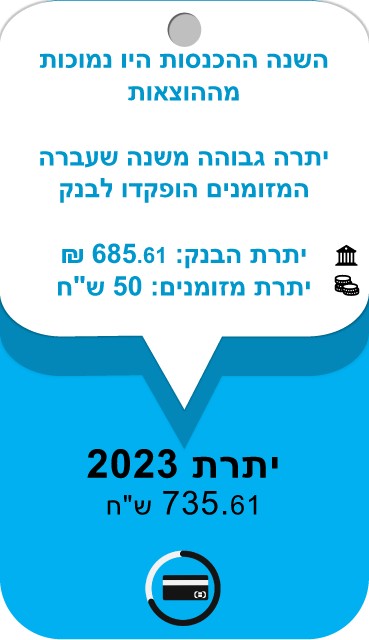 השנה ההכנסות היו נמוכות
מההוצאות
יתרה גבוהה משנה שעברה
המזומנים הופקדו לבנק
יתרת הבנק: 685.61 ₪
יתרת מזומנים: 50 ש"ח
יתרת 2023
735.61 ש"ח